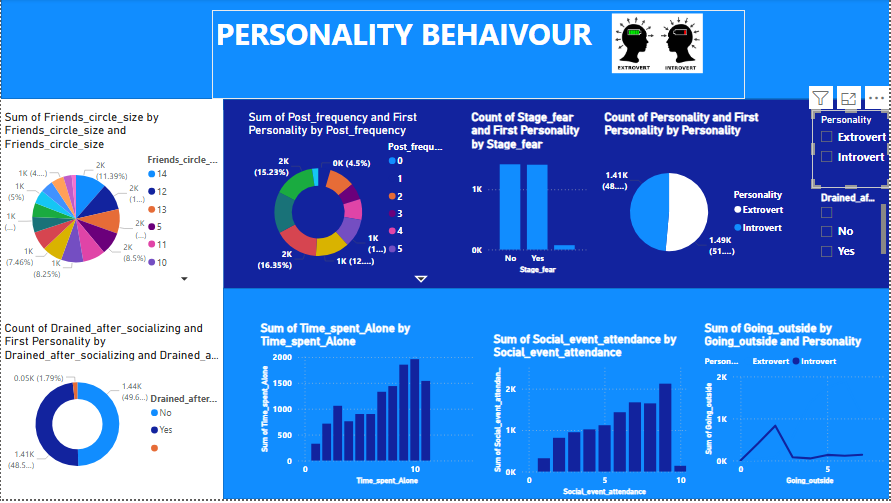 PERSONALITY BEHAIVOUR
EXTROVERT
INTROVERT
Sum of Friends_circle_size by
Friends_circle_size and
Friends_circle_size
Friends_circle_...
14
12
13
5
11
10
2K
(11.39%)
2K
(1...)
2K
(...)
2K
(8.5%)
1K
(8.25%)
1K
(7.46%)
1K
(...)
1K
(...)
1K
(5%)
1K (4....)
Sum of Post_frequency and First
Personality by Post_frequency
Post_frequ...
0
1
2
3
4
5
0K (4.5%)
1K
(1...)
1K (12....)
2K
(16.35%)
2K
(15.23%)
Count of Stage_fear
and First Personality
by Stage_fear
1K
0K
No
Yes
Stage_fear
Count of Personality and First
Personality by Personality
1.41K
(48....)
1.49K
(51....)
Personality
Extrovert
Introvert
Personality
Extrovert
Introvert
Drained_af...
No
Yes
Count of Drained_after_socializing and
First Personality by
Drained_after_socializing and Drained_a...
0.05K (1.79%)
1.44K
(49.6...)
1.41K
(48.5...)
Drained_after...
No
Yes
Sum of Time_spent_Alone by
Time_spent_Alone
Sum of Time_spent_Alone
2000
1500
1000
500
0
0
10
Time_spent_Alone
Sum of Social_event_attendance by
Social_event_attendance
Sum of Social_event_attendan...
2K
1K
0K
0
5
10
Social_event_attendance
Sum of Going_outside by
Going_outside and Personality
Person...
Extrovert
Introvert
Sum of Going_outside
2K
1K
0K
0
5
Going_outside